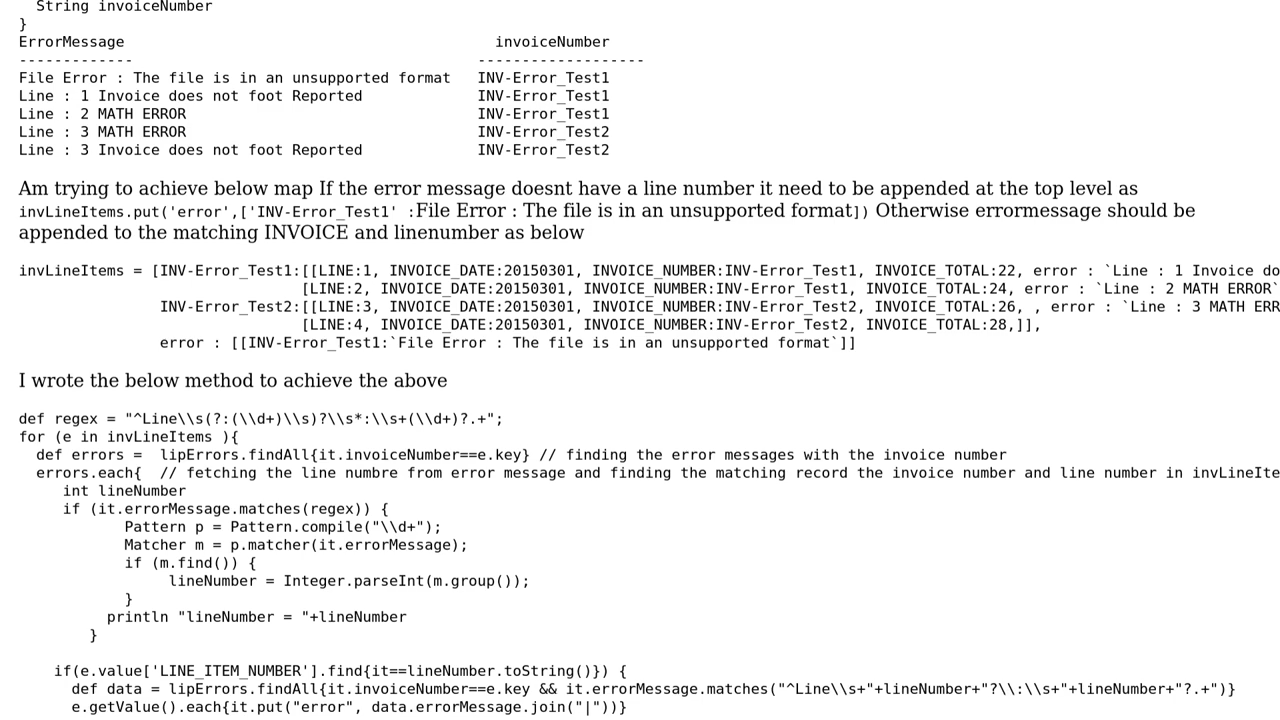 String invoiceNumber
}
ErrorMessage                                          invoiceNumber
-------------                                       -------------------
File Error : The file is in an unsupported format   INV-Error_Test1
Line : 1 Invoice does not foot Reported             INV-Error_Test1
Line : 2 MATH ERROR                                 INV-Error_Test1
Line : 3 MATH ERROR                                 INV-Error_Test2
Line : 3 Invoice does not foot Reported             INV-Error_Test2
Am trying to achieve below map If the error message doesnt have a line number it need to be appended at the top level as
invLineItems.put('error',['INV-Error_Test1' :File Error : The file is in an unsupported format]) Otherwise errormessage should be
appended to the matching INVOICE and linenumber as below
invLineItems = [INV-Error_Test1:[[LINE:1, INVOICE_DATE:20150301, INVOICE_NUMBER:INV-Error_Test1, INVOICE_TOTAL:22, error : `Line : 1 Invoice do
                                [LINE:2, INVOICE_DATE:20150301, INVOICE_NUMBER:INV-Error_Test1, INVOICE_TOTAL:24, error : `Line : 2 MATH ERROR`
                INV-Error_Test2:[[LINE:3, INVOICE_DATE:20150301, INVOICE_NUMBER:INV-Error_Test2, INVOICE_TOTAL:26, , error : `Line : 3 MATH ERR
                                [LINE:4, INVOICE_DATE:20150301, INVOICE_NUMBER:INV-Error_Test2, INVOICE_TOTAL:28,]],
                error : [[INV-Error_Test1:`File Error : The file is in an unsupported format`]]
I wrote the below method to achieve the above
def regex = "^Line\\s(?:(\\d+)\\s)?\\s*:\\s+(\\d+)?.+";
for (e in invLineItems ){
  def errors =  lipErrors.findAll{it.invoiceNumber==e.key} // finding the error messages with the invoice number
  errors.each{  // fetching the line numbre from error message and finding the matching record the invoice number and line number in invLineIte
     int lineNumber
     if (it.errorMessage.matches(regex)) {
            Pattern p = Pattern.compile("\\d+");
            Matcher m = p.matcher(it.errorMessage);
            if (m.find()) {
                 lineNumber = Integer.parseInt(m.group());
            }
          println "lineNumber = "+lineNumber
        }
    if(e.value['LINE_ITEM_NUMBER'].find{it==lineNumber.toString()}) {
      def data = lipErrors.findAll{it.invoiceNumber==e.key && it.errorMessage.matches("^Line\\s+"+lineNumber+"?\\:\\s+"+lineNumber+"?.+")}
      e.getValue().each{it.put("error", data.errorMessage.join("|"))}